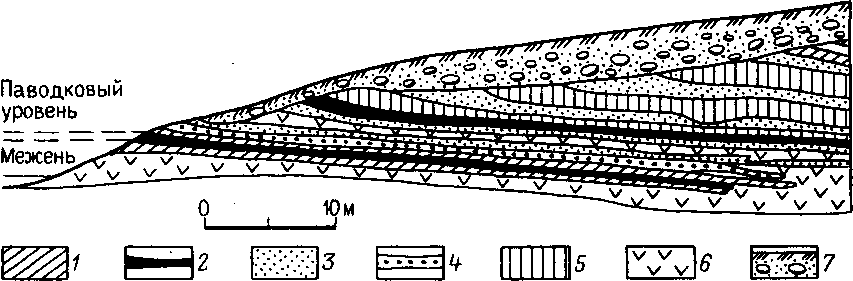 Паводковый
уровень
Межень
0 10 м
1 2 3 4 5 6 7